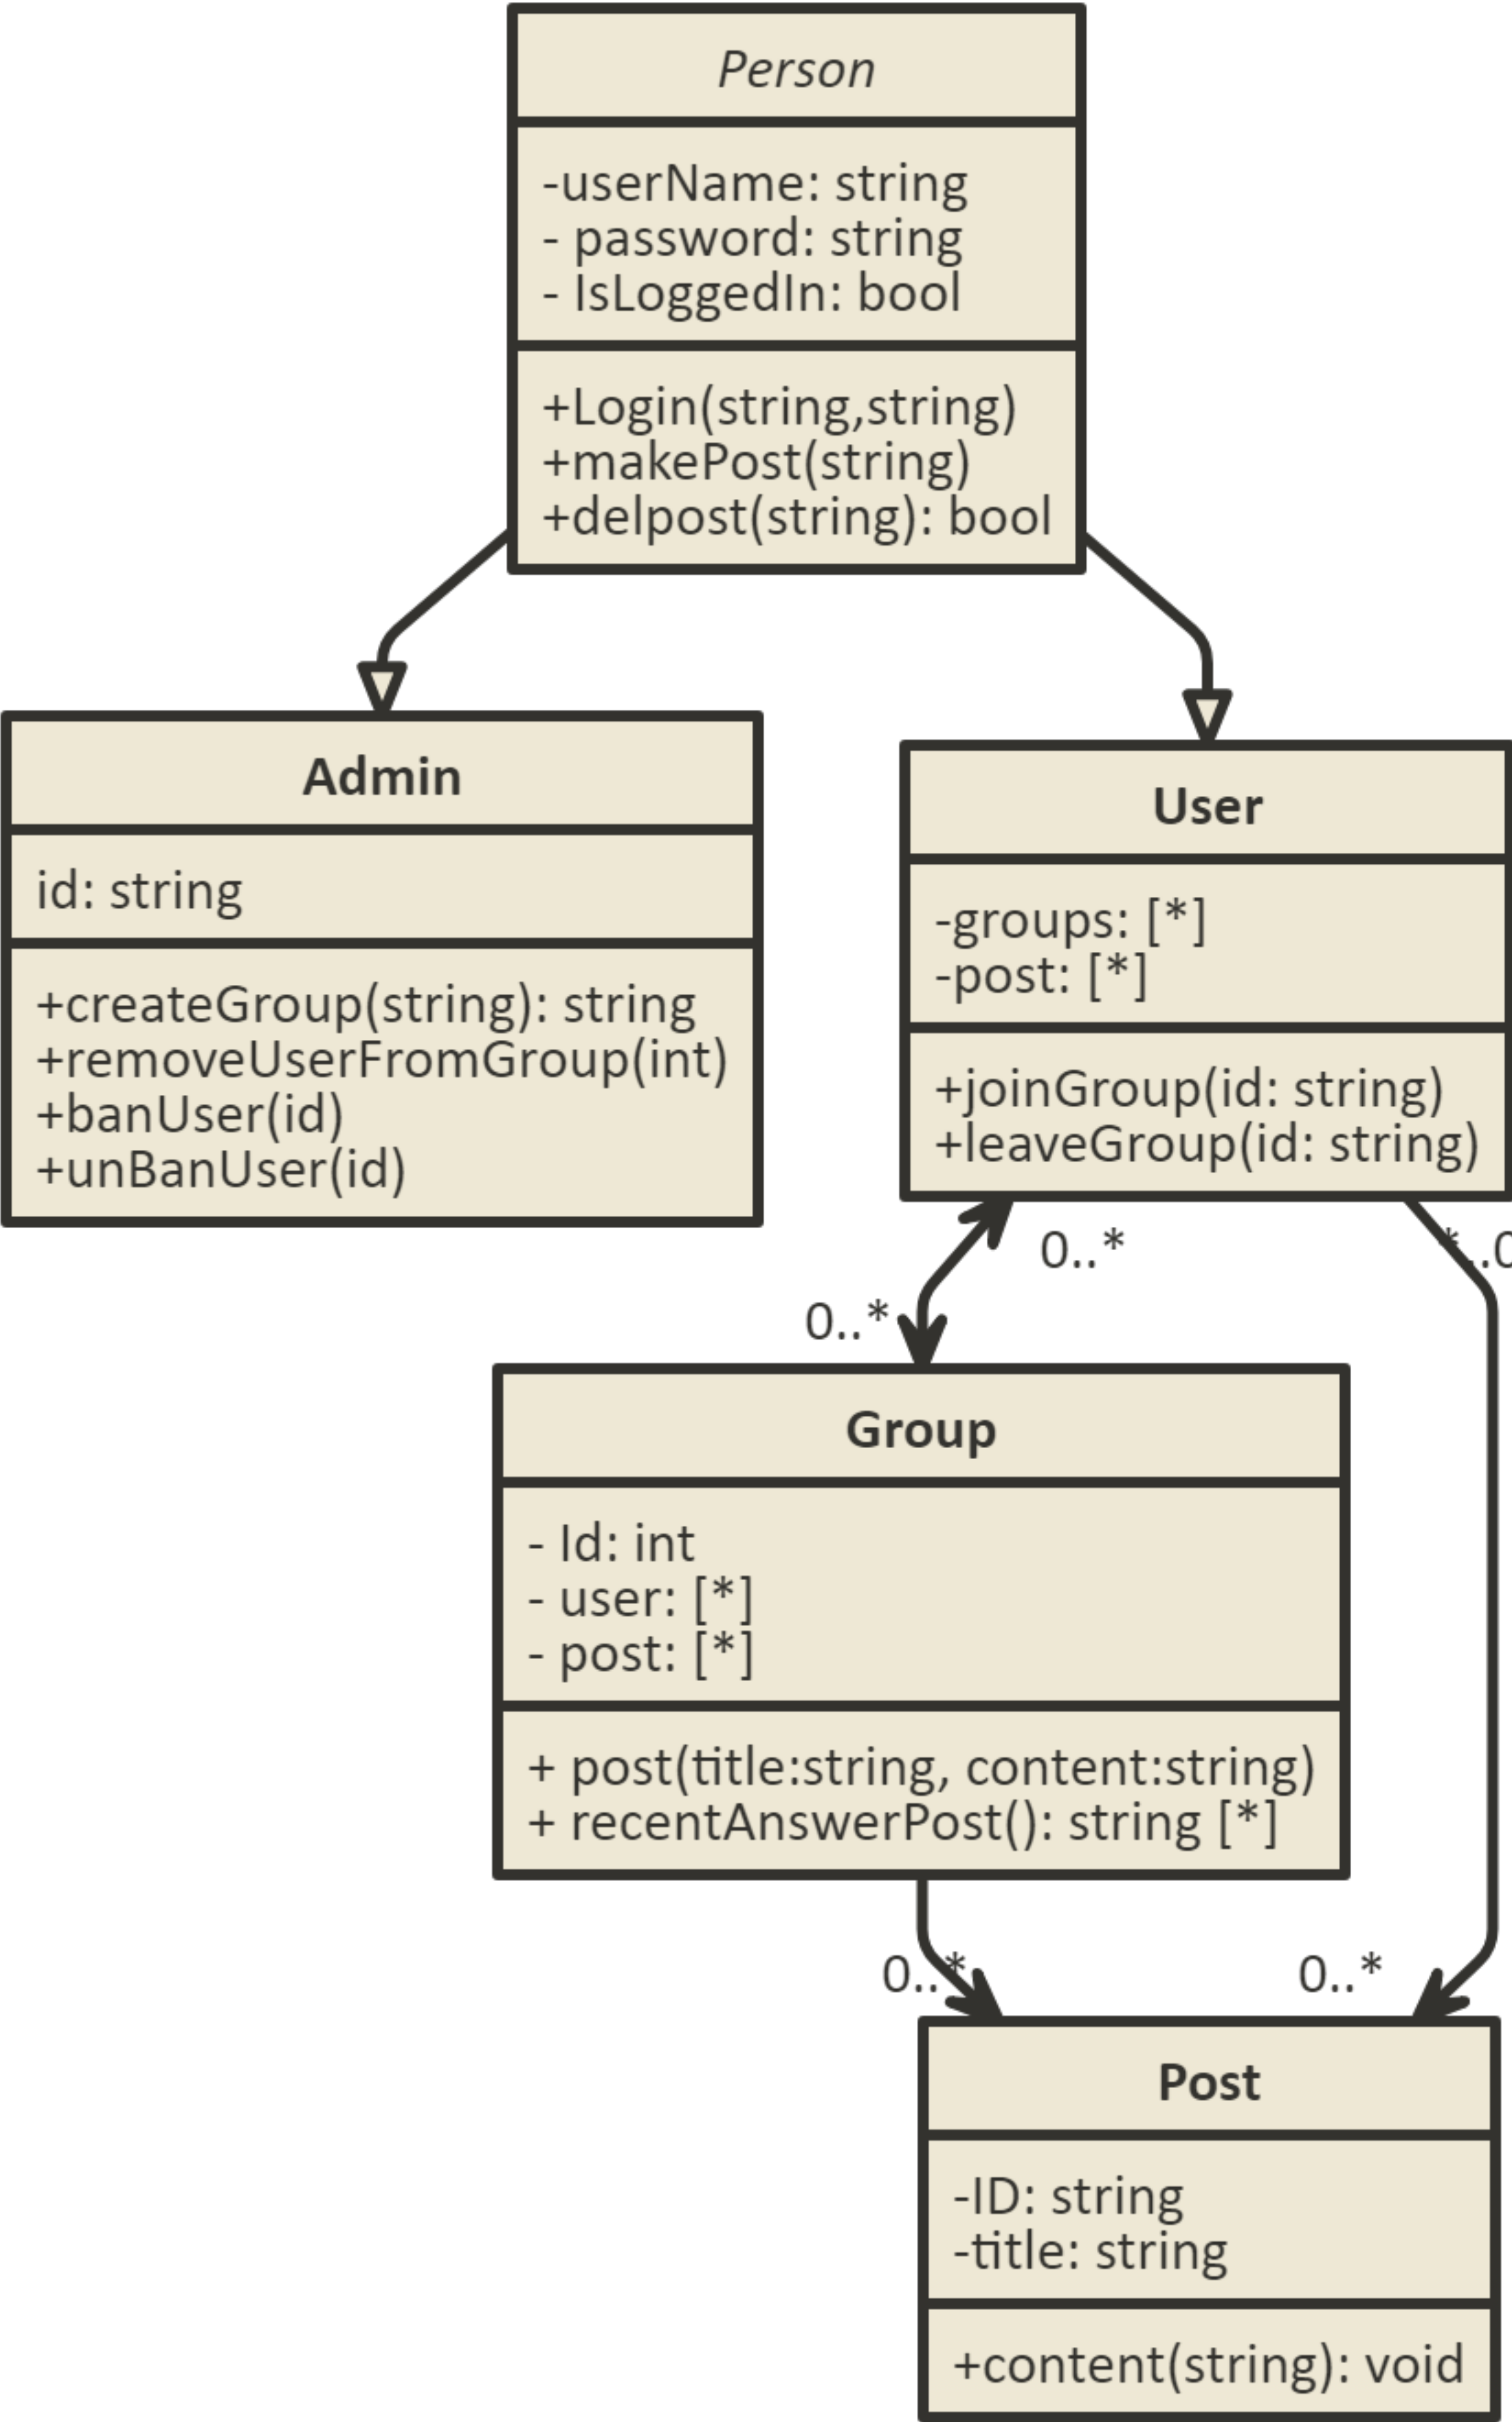 Person
-userName: string
- password: string
- IsLoggedIn: bool
+Login(string,string)
+makePost(string)
+delpost(string): bool
Admin
id: string
+createGroup(string): string
+removeUserFromGroup(int)
+banUser(id)
+unBanUser(id)
User
-groups: [*]
-post: [*]
+joinGroup(id: string)
+leaveGroup(id: string)
0..*
*..0
0..*
Group
- Id: int
- user: [*]
- post: [*]
+ post(title:string, content:string)
+ recentAnswerPost(): string [*]
0..*
0..*
Post
-ID: string
-title: string
+content(string): void